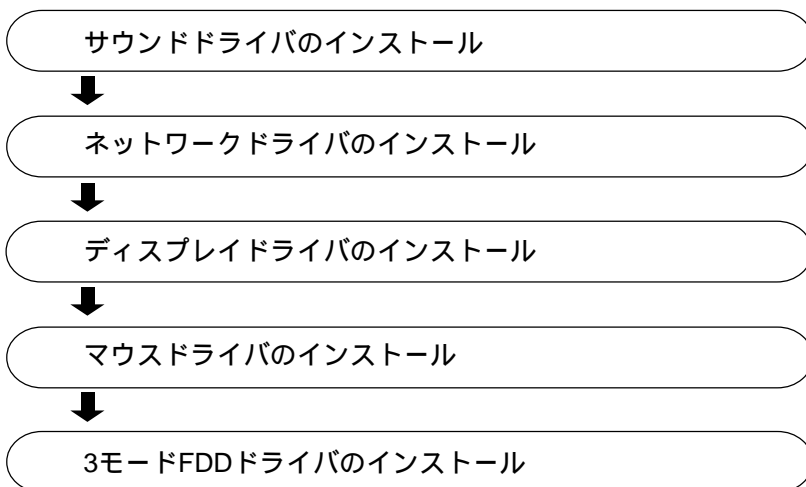 サウンドドライバのインストール
ネットワークドライバのインストール
ディスプレイドライバのインストール
マウスドライバのインストール
3モードFDDドライバのインストール